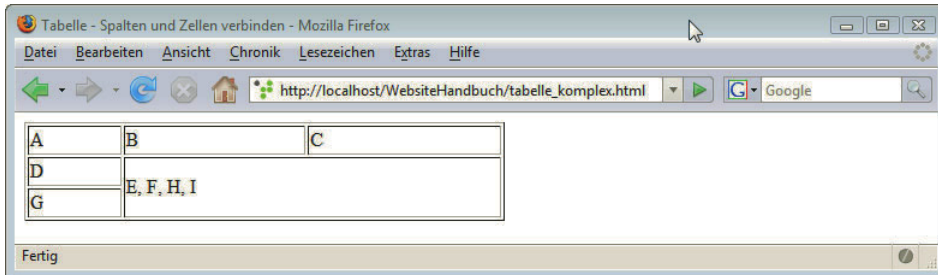 Tabelle - Spalten und Zellen verbinden - Mozilla Firefox
Datei Bearbeiten Ansicht Chronik Lesezeichen Extras Hilfe
http://localhost/WebsiteHandbuch/tabelle_komplex.html G Google
A B C
D
E, F, H, I
G
Fertig